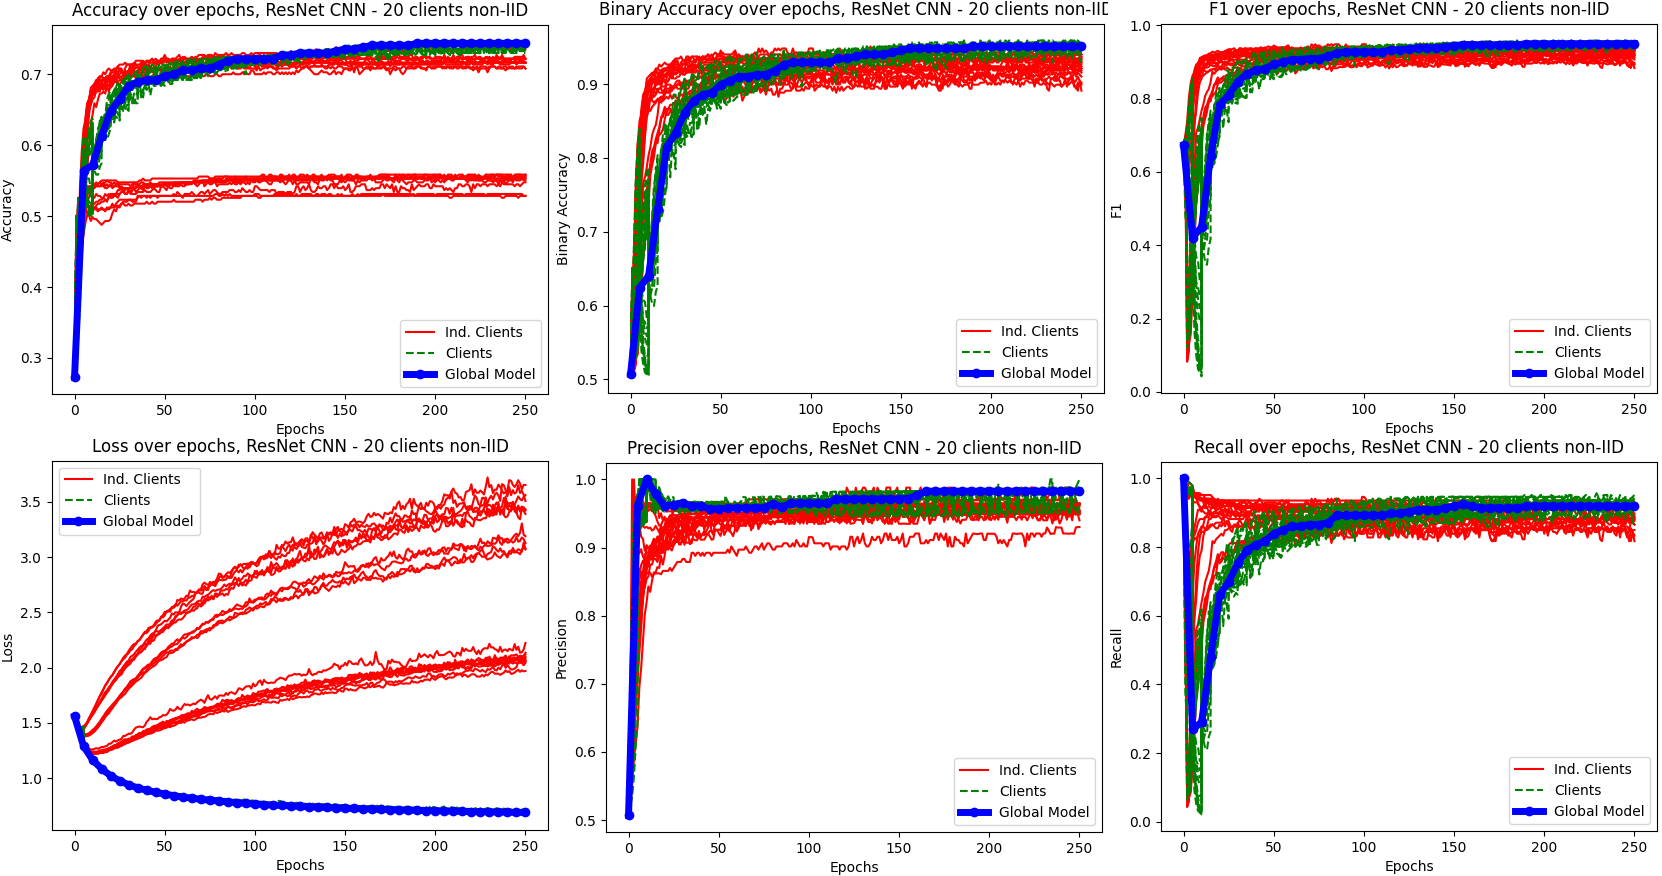 Accuracy over epochs, ResNet CNN - 20 clients non-IID
Accuracy
0.7
0.6
0.5
0.4
0.3
Ind. Clients
Clients
Global Model
0 50 100 150 200 250
Epochs
Binary Accuracy over epochs, ResNet CNN - 20 clients non-IID
Binary Accuracy
0.9
0.8
0.7
0.6
0.5
Ind. Clients
Clients
Global Model
0 50 100 150 200 250
Epochs
F1 over epochs, ResNet CNN - 20 clients non-IID
F1
1.0
0.8
0.6
0.4
0.2
0.0
Ind. Clients
Clients
Global Model
0 50 100 150 200 250
Epochs
Loss over epochs, ResNet CNN - 20 clients non-IID
Loss
3.5
3.0
2.5
2.0
1.5
1.0
Ind. Clients
Clients
Global Model
0 50 100 150 200 250
Epochs
Precision over epochs, ResNet CNN - 20 clients non-IID
Precision
1.0
0.9
0.8
0.7
0.6
0.5
Ind. Clients
Clients
Global Model
0 50 100 150 200 250
Epochs
Recall over epochs, ResNet CNN - 20 clients non-IID
Recall
1.0
0.8
0.6
0.4
0.2
0.0
Ind. Clients
Clients
Global Model
0 50 100 150 200 250
Epochs